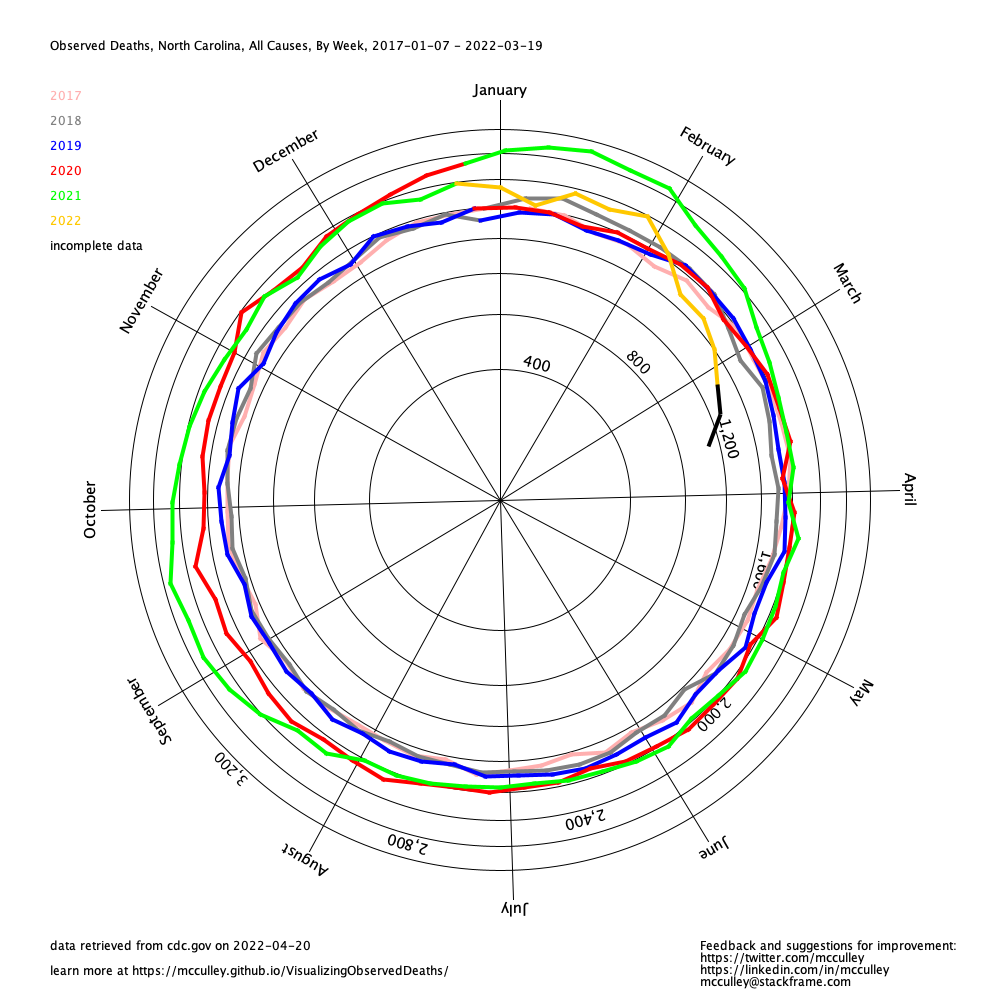 Observed Deaths, North Carolina, All Causes, By Week, 2017-01-07 - 2022-03-19
2017
2018
2019
2020
2021
2022
incomplete data
January
February
March
April
May
June
July
August
September
October
November
December
400
800
1,200
1,600
2,000
2,400
2,800
3,200
data retrieved from cdc.gov on 2022-04-20
learn more at https://mcculley.github.io/VisualizingObservedDeaths/
Feedback and suggestions for improvement:
https://twitter.com/mcculley
https://linkedin.com/in/mcculley
mcculley@stackframe.com